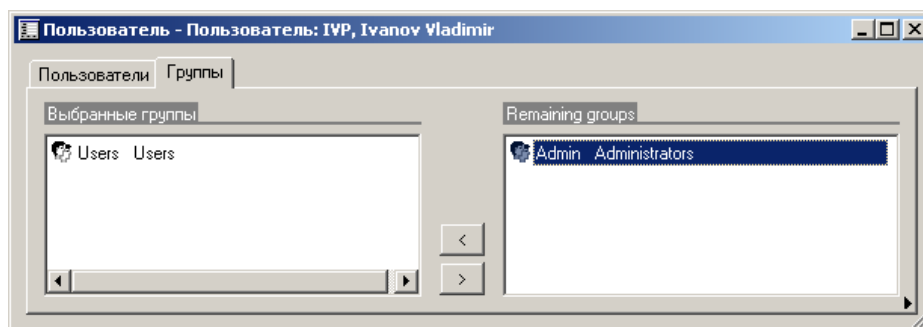 Пользователь - Пользователь: IVP, Ivanov Vladimir
Пользователи Группы
Выбранные группы Remaining groups
Users Users Admin Administrators
<
>